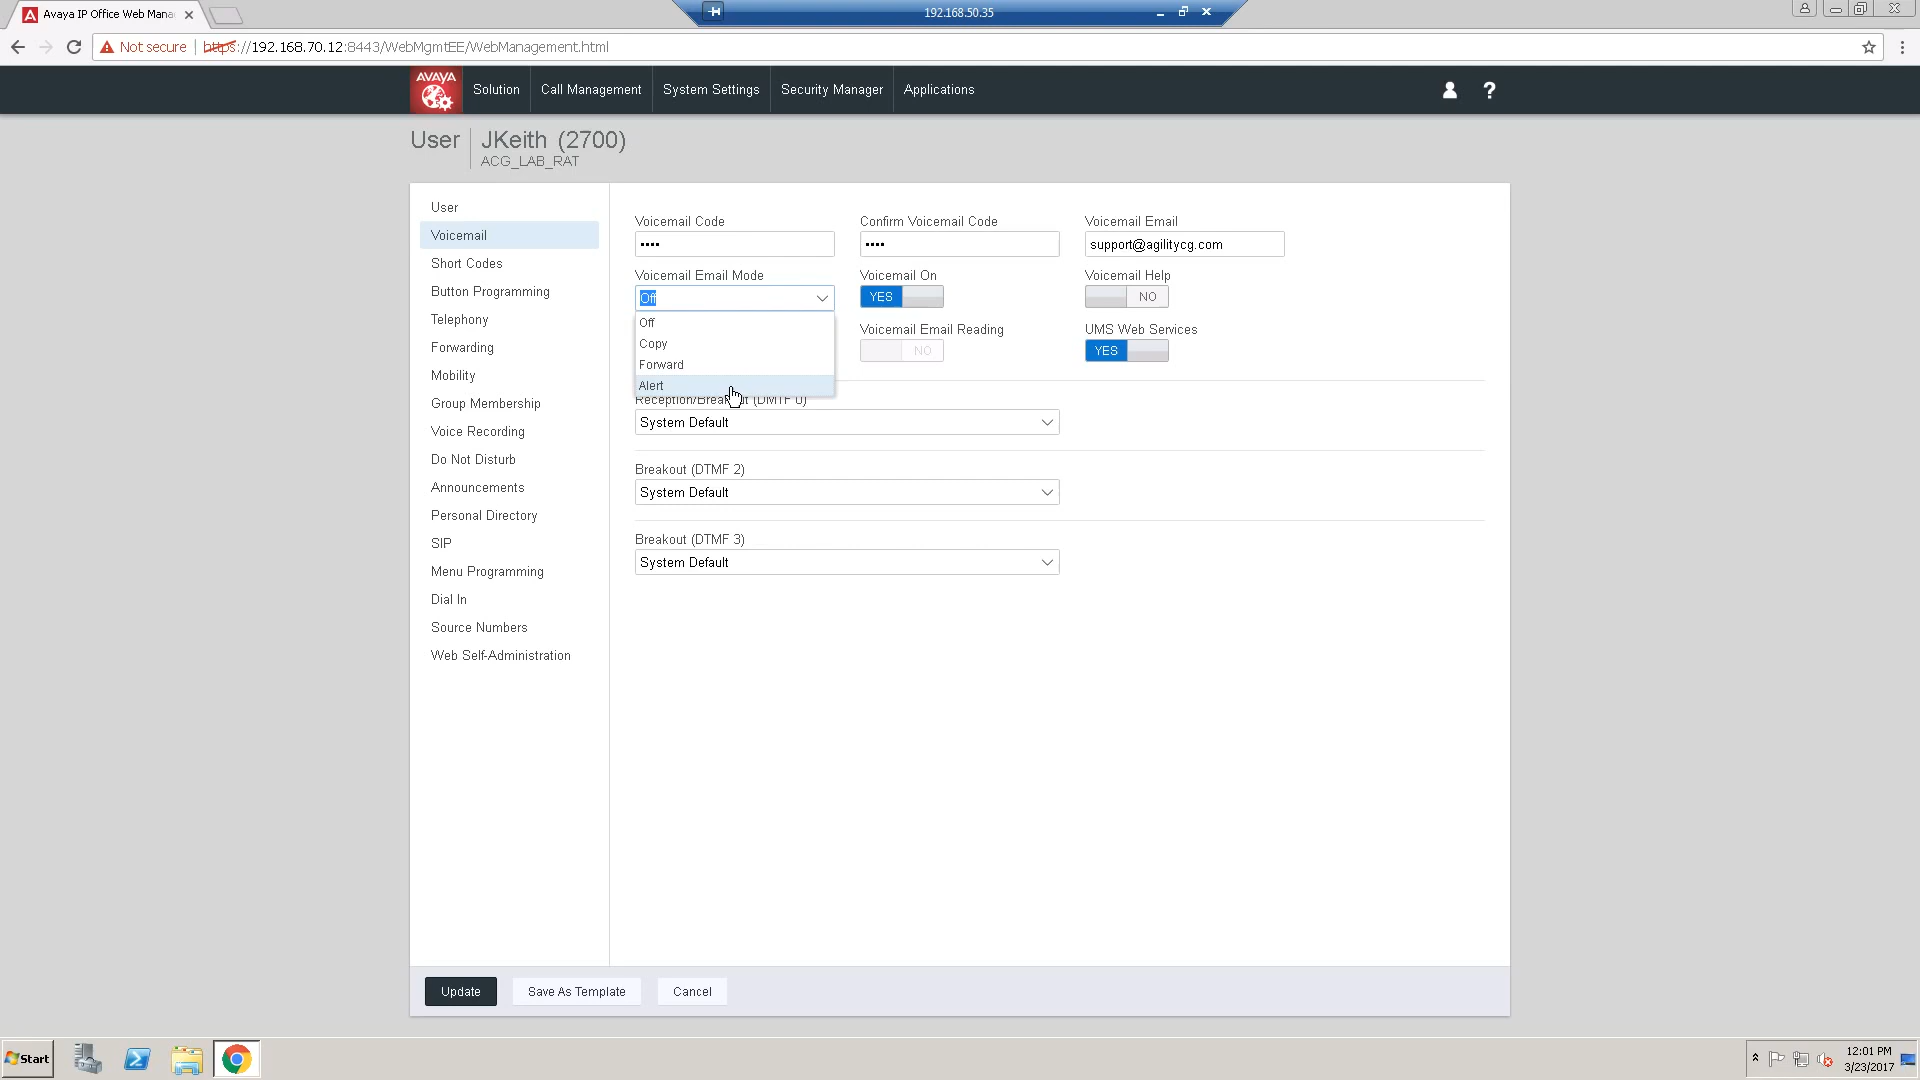 Avaya IP Office Web Mana
192.168.50.35
Not secure
https://192.168.70.12:8443/WebMgmtEE/WebManagement.html
AVAYA
Solution
Call Management
System Settings
Security Manager
Applications
?
User
JKeith (2700)
ACG_LAB_RAT
User
Voicemail
Short Codes
Button Programming
Telephony
Forwarding
Mobility
Group Membership
Voice Recording
Do Not Disturb
Announcements
Personal Directory
SIP
Menu Programming
Dial In
Source Numbers
Web Self-Administration
Voicemail Code
Confirm Voicemail Code
Voicemail Email
••••
••••
support@agilitycg.com
Voicemail Email Mode
Voicemail On
Voicemail Help
Off
YES
NO
Off
Copy
Forward
Alert
Voicemail Email Reading
UMS Web Services
NO
YES
Reception/Breakout (DMTF 0)
System Default
Breakout (DTMF 2)
System Default
Breakout (DTMF 3)
System Default
Update
Save As Template
Cancel
Start
12:01 PM
3/23/2017